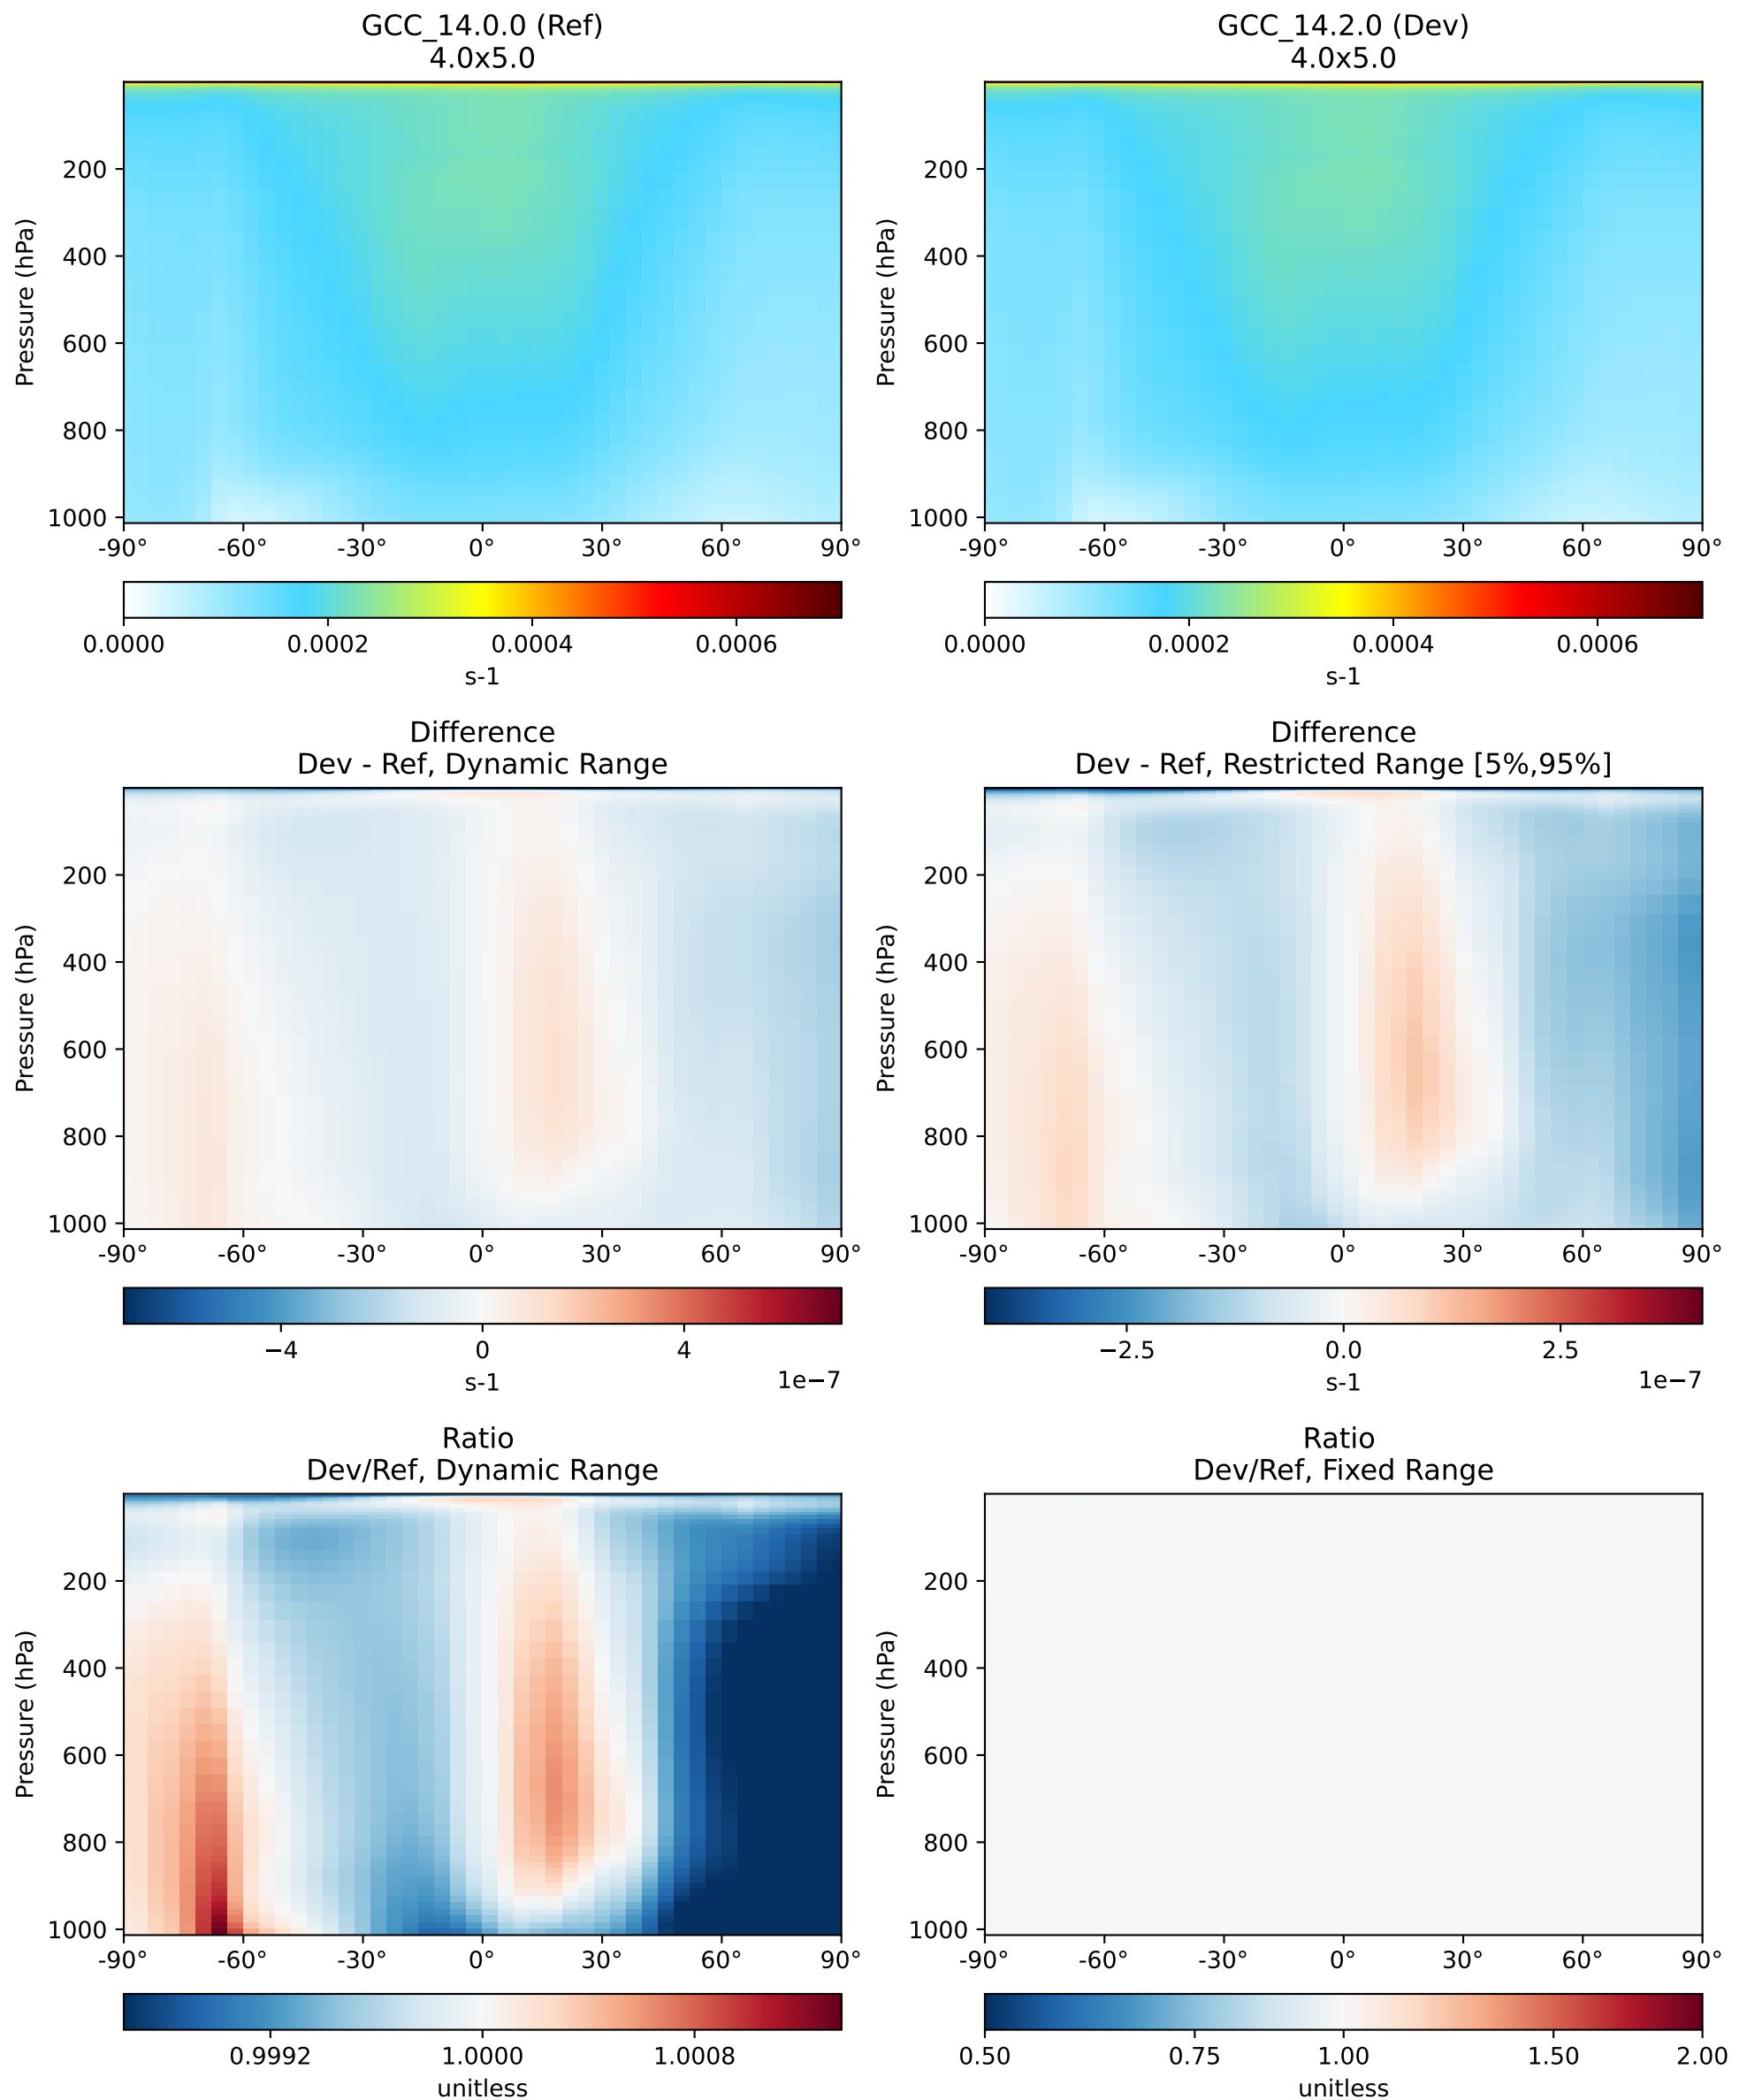 GCC_14.0.0 (Ref)
4.0x5.0
Pressure (hPa)
200
400
600
800
1000
-90° -60° -30° 0° 30° 60° 90°
0.0000 0.0002 0.0004 0.0006
s-1
GCC_14.2.0 (Dev)
4.0x5.0
Pressure (hPa)
200
400
600
800
1000
-90° -60° -30° 0° 30° 60° 90°
0.0000 0.0002 0.0004 0.0006
s-1
Difference
Dev - Ref, Dynamic Range
Pressure (hPa)
200
400
600
800
1000
-90° -60° -30° 0° 30° 60° 90°
−4 0 4
s-1 1e−7
Difference
Dev - Ref, Restricted Range [5%,95%]
Pressure (hPa)
200
400
600
800
1000
-90° -60° -30° 0° 30° 60° 90°
−2.5 0.0 2.5
s-1 1e−7
Ratio
Dev/Ref, Dynamic Range
Pressure (hPa)
200
400
600
800
1000
-90° -60° -30° 0° 30° 60° 90°
0.9992 1.0000 1.0008
unitless
Ratio
Dev/Ref, Fixed Range
Pressure (hPa)
200
400
600
800
1000
-90° -60° -30° 0° 30° 60° 90°
0.50 0.75 1.00 1.50 2.00
unitless